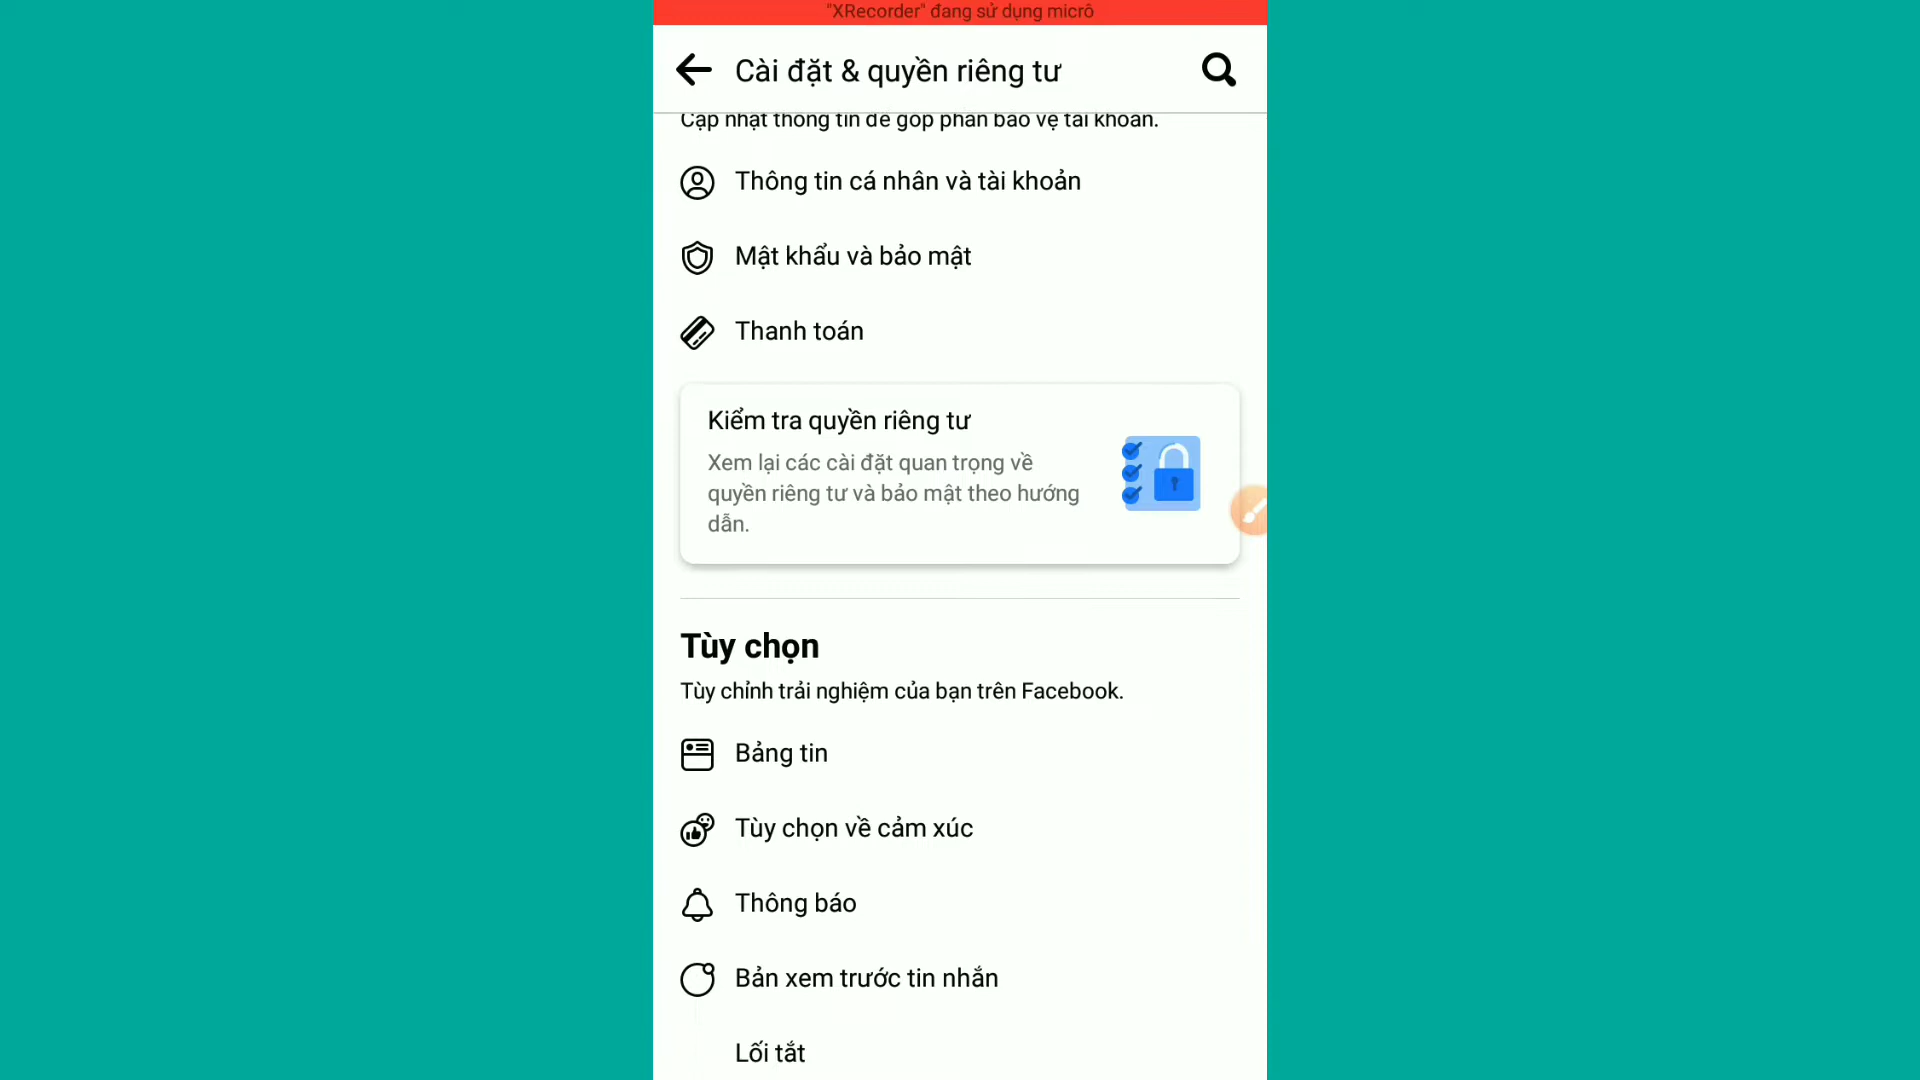 "XRecorder" đang sử dụng micrô
Cài đặt & quyền riêng tư
Cập nhật thông tin để góp phần bảo vệ tài khoản.
Thông tin cá nhân và tài khoản
Mật khẩu và bảo mật
Thanh toán
Kiểm tra quyền riêng tư
Xem lại các cài đặt quan trọng về
quyền riêng tư và bảo mật theo hướng
dẫn.
Tùy chọn
Tùy chỉnh trải nghiệm của bạn trên Facebook.
Bảng tin
Tùy chọn về cảm xúc
Thông báo
Bản xem trước tin nhắn
Lối tắt